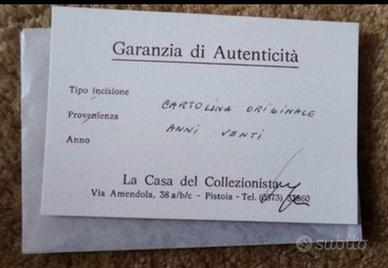 Garanzia di Autenticità
Tipo incisione CARTOLINA ORIGINALE
Provenienza
Anno ANNI VENTI
La Casa del Collezionista
Via Amendola, 38 a/b/c - Pistoia - Tel. (0573)
subito